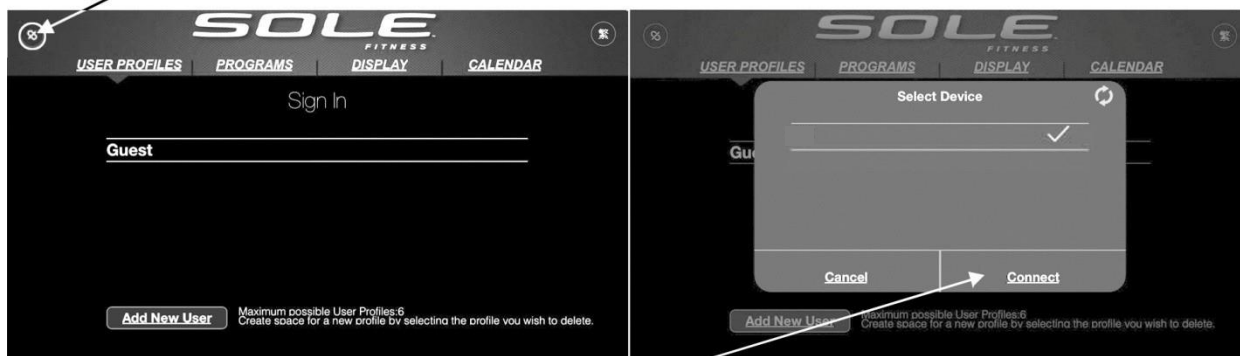 SOLE
FITNESS
USER PROFILES PROGRAMS DISPLAY CALENDAR
Sign In
Guest
Add New User
Maximum possible User Profiles:6
Create space for a new profile by selecting the profile you wish to delete.
SOLE
FITNESS
USER PROFILES PROGRAMS DISPLAY CALENDAR
Select Device
Gue
Cancel Connect
Add New User
Maximum possible User Profiles:6
Create space for a new profile by selecting the profile you wish to delete.